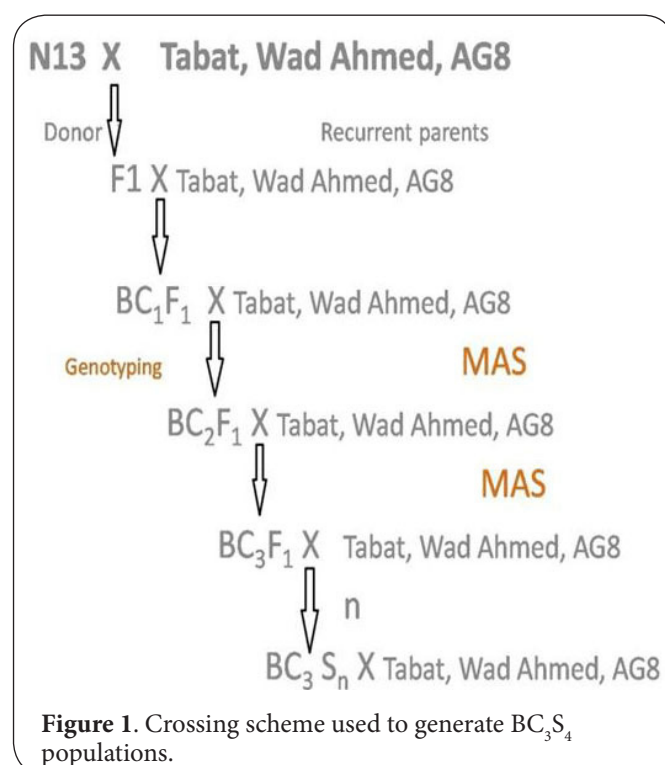 N13 X Tabat, Wad Ahmed, AG8
Donor Recurrent parents
F1 X Tabat, Wad Ahmed, AG8
BC₁F₁ X Tabat, Wad Ahmed, AG8
Genotyping MAS
BC₂F₁ X Tabat, Wad Ahmed, AG8
MAS
BC₃F₁ X Tabat, Wad Ahmed, AG8
n
BC₃ Sₙ X Tabat, Wad Ahmed, AG8
Figure 1. Crossing scheme used to generate BC₃S₄
populations.